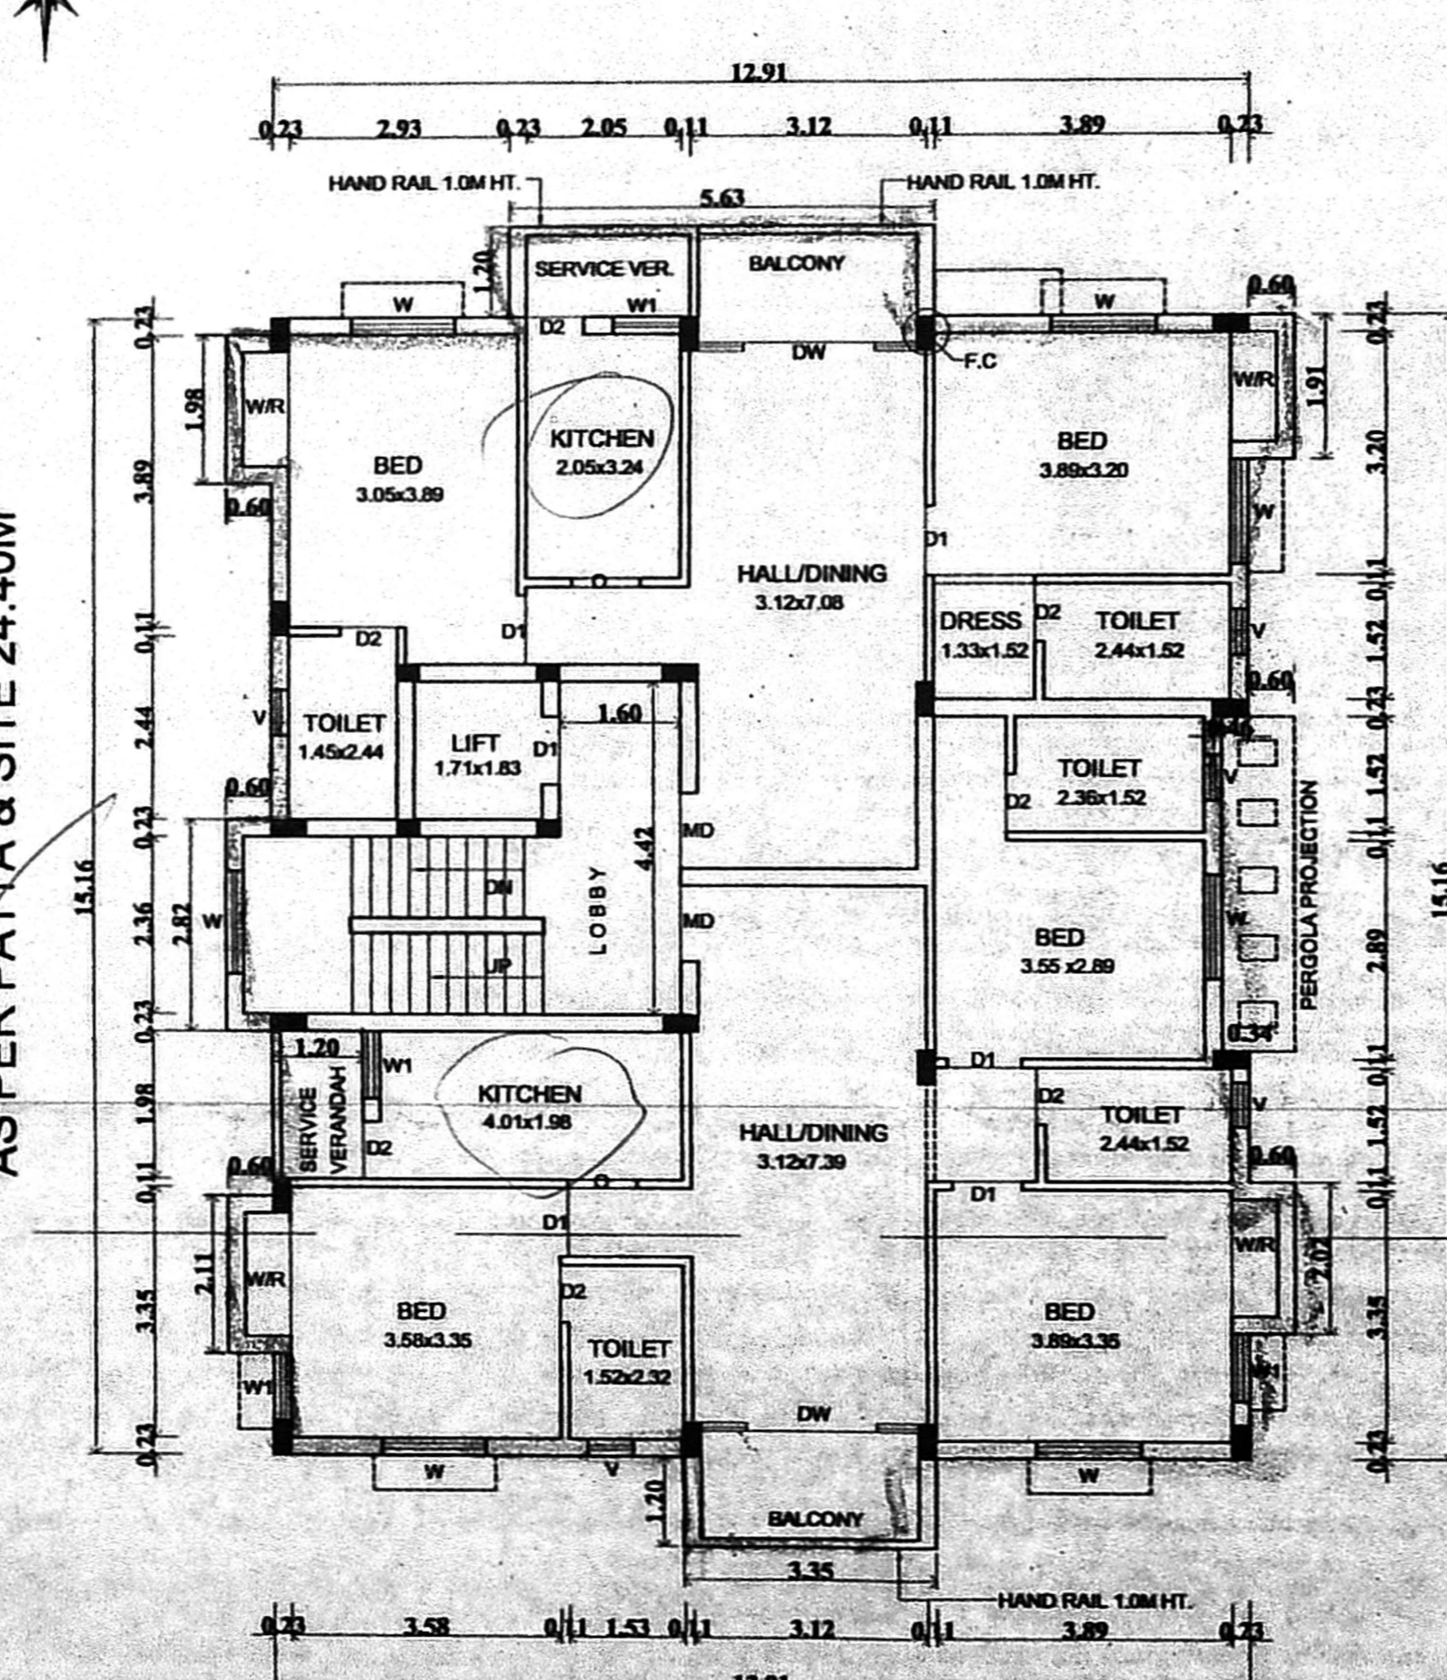 12.91
0.23 2.93 0.23 2.05 0.11 3.12 0.11 3.89 0.23
HAND RAIL 1.0M HT. HAND RAIL 1.0M HT.
5.63
1.20 SERVICE VER. BALCONY
0.60
W W1 W
0.23 D2 0.23
DW
F.C
1.98 W/R W/R 1.91
KITCHEN
2.05x3.24
BED
3.89x3.20
BED
3.05x3.89
3.89 3.20
0.60 W
D1
HALL/DINING
3.12x7.08
0.11
DRESS
1.33x1.52
D2
TOILET
2.44x1.52
V
1.52
0.11 D2 D1
0.60
0.23
TOILET
1.45x2.44
V
2.44
LIFT
1.71x1.83
D1
1.60
TOILET
2.36x1.52
D2
V
1.52
0.60
0.23
MD
4.42
0.11
PERGOLA PROJECTION
15.16
2.36
2.82
W
DN
LOBBY
MD
W
15.16
BED
3.55 x2.89
2.89
UP
0.23
0.34
1.20
W1
D1
0.11
SERVICE
VERANDAH
KITCHEN
4.01x1.98
1.98
D2
D2
TOILET
2.44x1.52
V
1.52
HALL/DINING
3.12x7.39
0.60
0.60
0.11
D1
0.11
D1
2.11
W/R
W/R
2.02
D2
BED
3.58x3.35
3.35
TOILET
1.52x2.32
BED
3.89x3.35
3.35
W1
DW
0.23
0.23
W V W
1.20
BALCONY
3.35
HAND RAIL 1.0M HT.
0.23 3.58 0.11 1.53 0.11 3.12 0.11 3.89 0.23